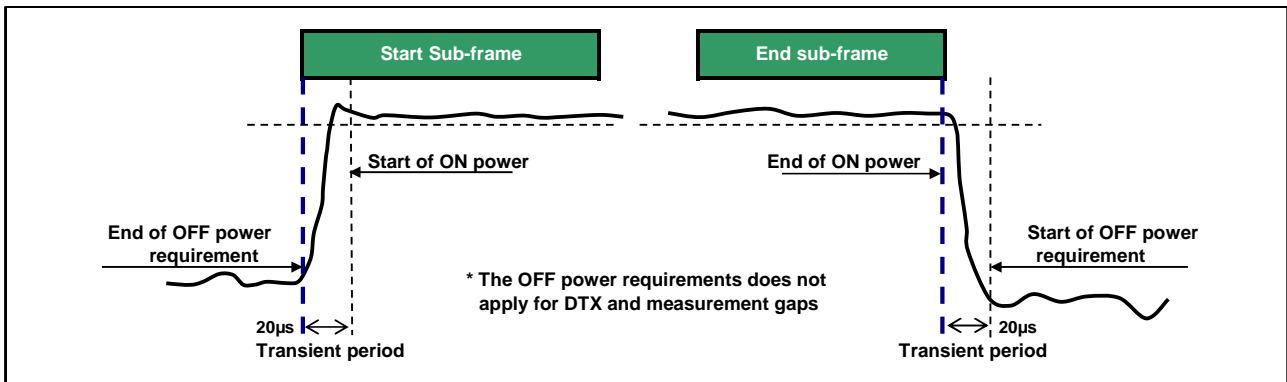 Start Sub-frame
End sub-frame
Start of ON power
End of ON power
End of OFF power
requirement
Start of OFF power
requirement
* The OFF power requirements does not
apply for DTX and measurement gaps
20µs
Transient period
20µs
Transient period